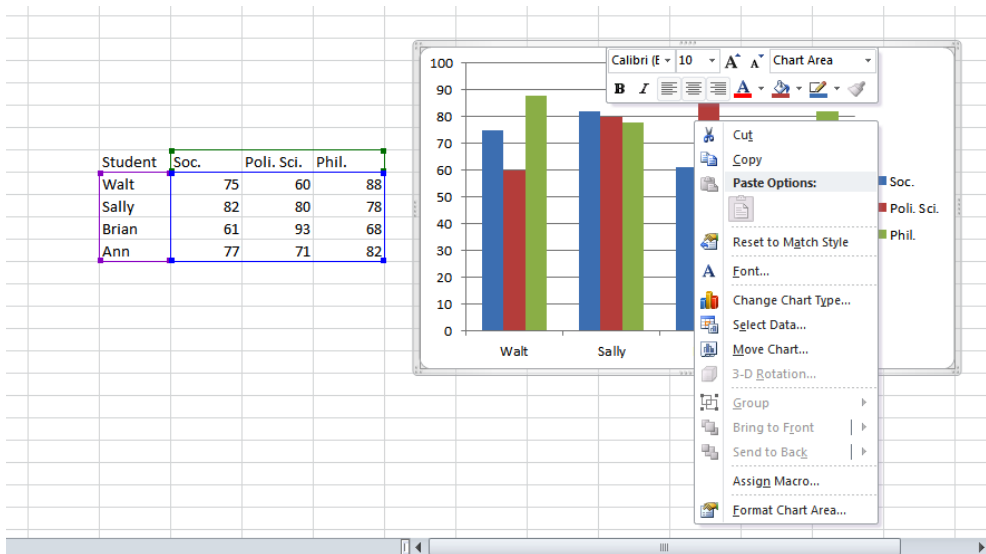 Calibri (E 10 A A Chart Area
B I A
Student Soc. Poli. Sci. Phil.
Walt 75 60 88
Sally 82 80 78
Brian 61 93 68
Ann 77 71 82
100
90
80
70
60
50
40
30
20
10
0
Walt Sally
Soc.
Poli. Sci.
Phil.
Cut
Copy
Paste Options:
Reset to Match Style
A Font...
Change Chart Type...
Select Data...
Move Chart...
3-D Rotation...
Group
Bring to Front
Send to Back
Assign Macro...
Format Chart Area...